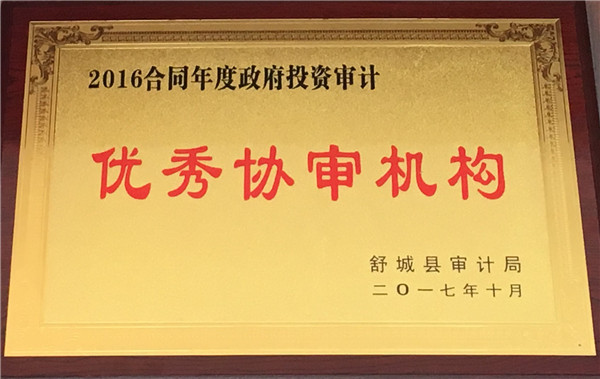 2016合同年度政府投资审计
优秀协审机构
舒城县审计局
二〇一七年十月